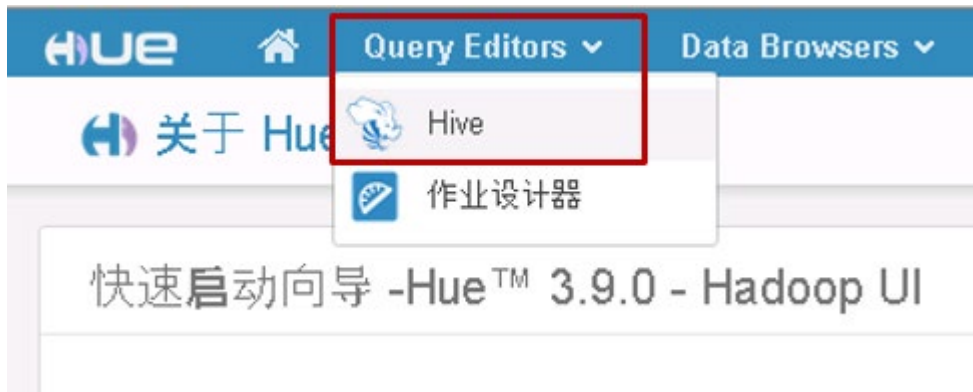 HUE Query Editors Data Browsers
关于 Hue
Hive
作业设计器
快速启动向导 -Hue™ 3.9.0 - Hadoop UI